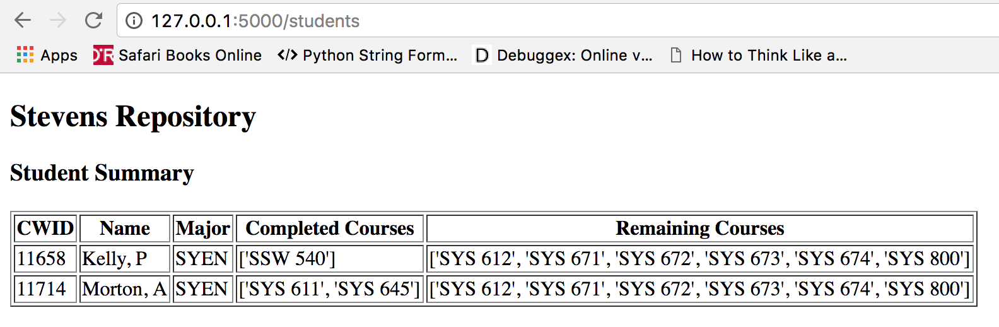 127.0.0.1:5000/students
Apps Safari Books Online </> Python String Form... D Debuggex: Online v... How to Think Like a...
Stevens Repository
Student Summary
CWID Name Major Completed Courses Remaining Courses
11658 Kelly, P SYEN ['SSW 540'] ['SYS 612', 'SYS 671', 'SYS 672', 'SYS 673', 'SYS 674', 'SYS 800']
11714 Morton, A SYEN ['SYS 611', 'SYS 645'] ['SYS 612', 'SYS 671', 'SYS 672', 'SYS 673', 'SYS 674', 'SYS 800']